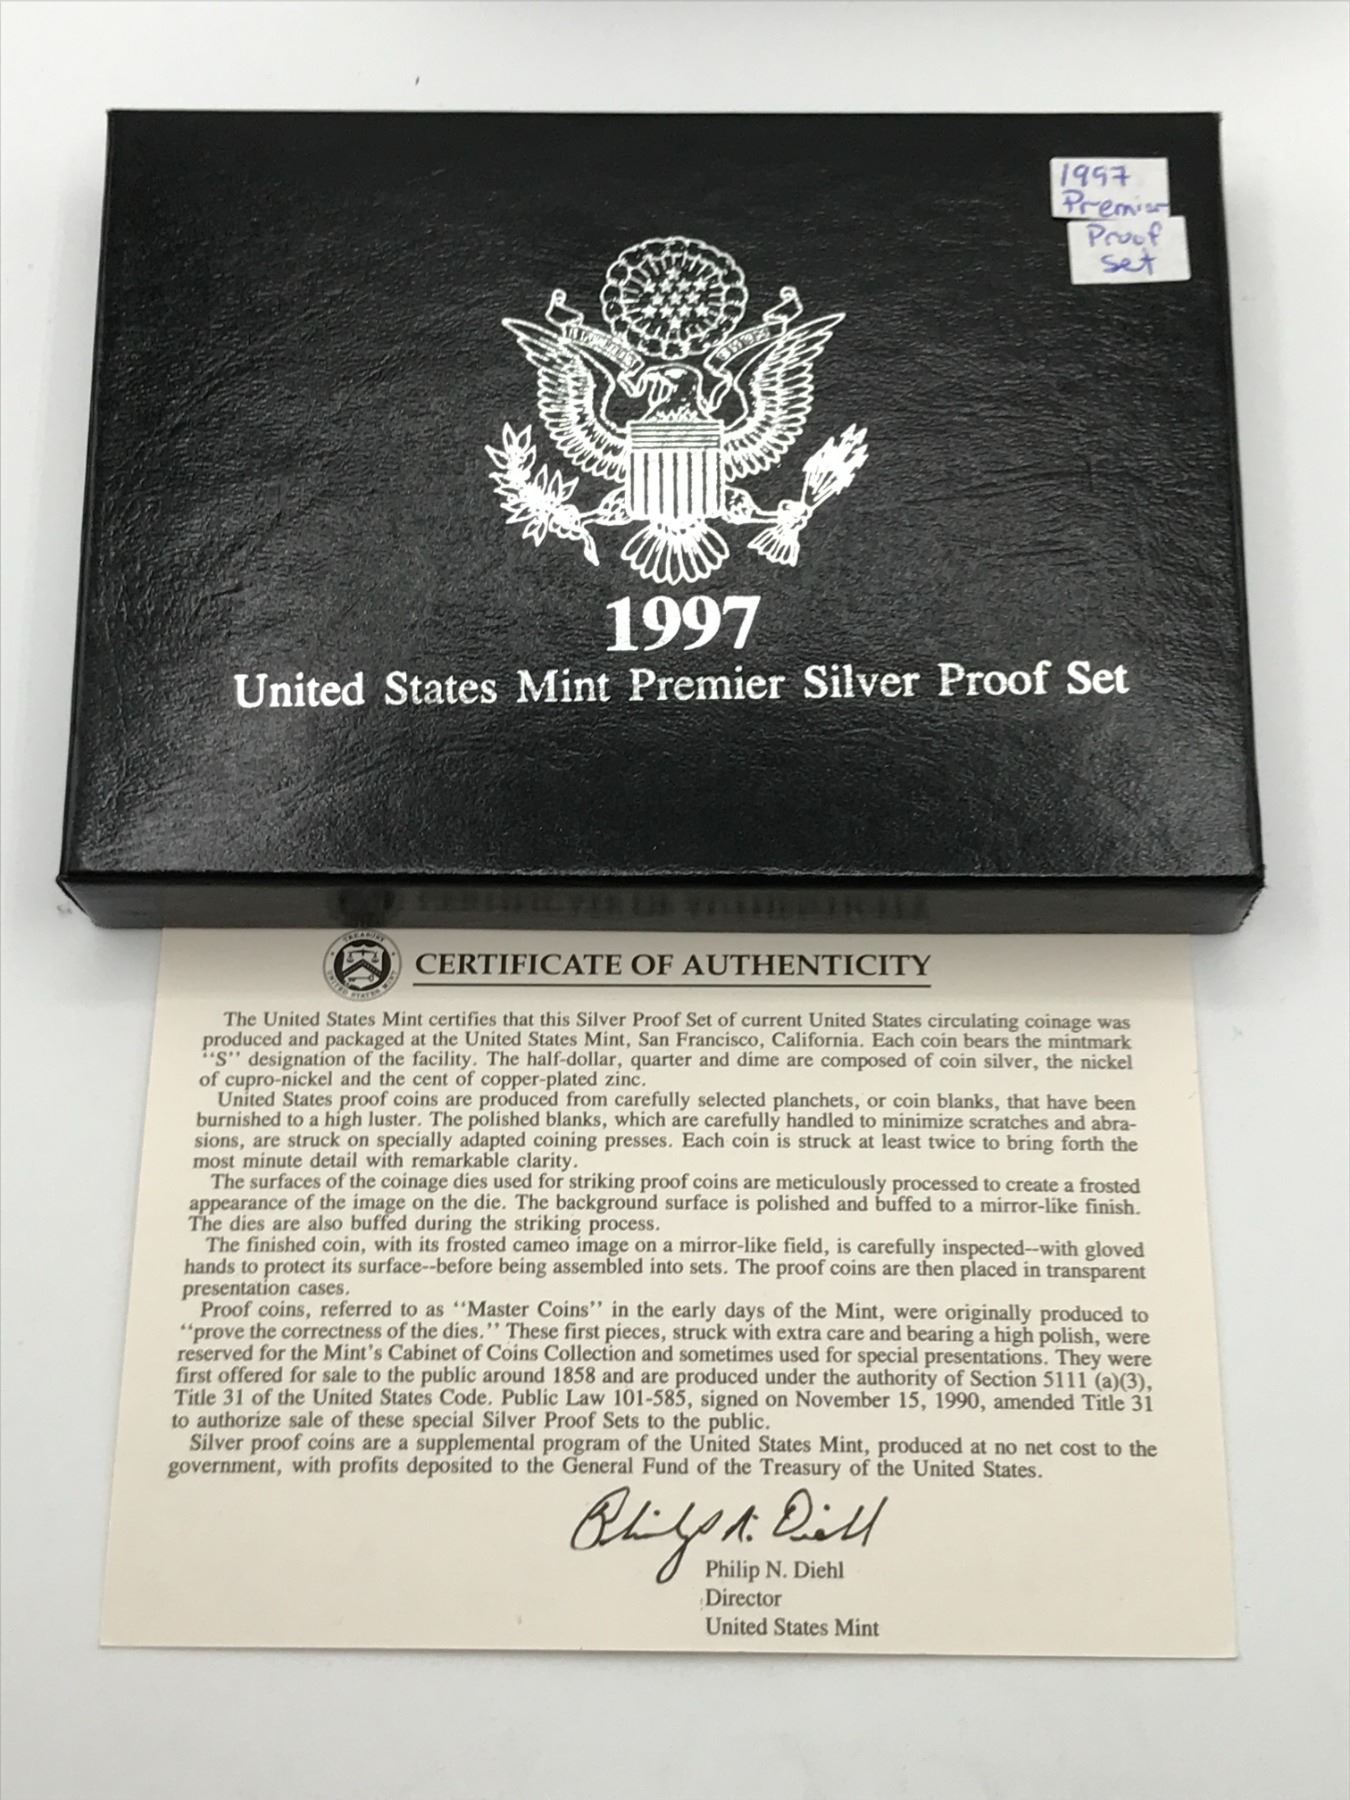 1997
Premier
Proof
Set
1997
United States Mint Premier Silver Proof Set
CERTIFICATE OF AUTHENTICITY
The United States Mint certifies that this Silver Proof Set of current United States circulating coinage was
produced and packaged at the United States Mint, San Francisco, California. Each coin bears the mintmark
‘‘S’’ designation of the facility. The half-dollar, quarter and dime are composed of coin silver, the nickel
of cupro-nickel and the cent of copper-plated zinc.
United States proof coins are produced from carefully selected planchets, or coin blanks, that have been
burnished to a high luster. The polished blanks, which are carefully handled to minimize scratches and abra-
sions, are struck on specially adapted coining presses. Each coin is struck at least twice to bring forth the
most minute detail with remarkable clarity.
The surfaces of the coinage dies used for striking proof coins are meticulously processed to create a frosted
appearance of the image on the die. The background surface is polished and buffed to a mirror-like finish.
The dies are also buffed during the striking process.
The finished coin, with its frosted cameo image on a mirror-like field, is carefully inspected--with gloved
hands to protect its surface--before being assembled into sets. The proof coins are then placed in transparent
presentation cases.
Proof coins, referred to as ‘‘Master Coins’’ in the early days of the Mint, were originally produced to
‘‘prove the correctness of the dies.’’ These first pieces, struck with extra care and bearing a high polish, were
reserved for the Mint's Cabinet of Coins Collection and sometimes used for special presentations. They were
first offered for sale to the public around 1858 and are produced under the authority of Section 5111 (a)(3),
Title 31 of the United States Code. Public Law 101-585, signed on November 15, 1990, amended Title 31
to authorize sale of these special Silver Proof Sets to the public.
Silver proof coins are a supplemental program of the United States Mint, produced at no net cost to the
government, with profits deposited to the General Fund of the Treasury of the United States.
Philip N. Diehl
Philip N. Diehl
Director
United States Mint